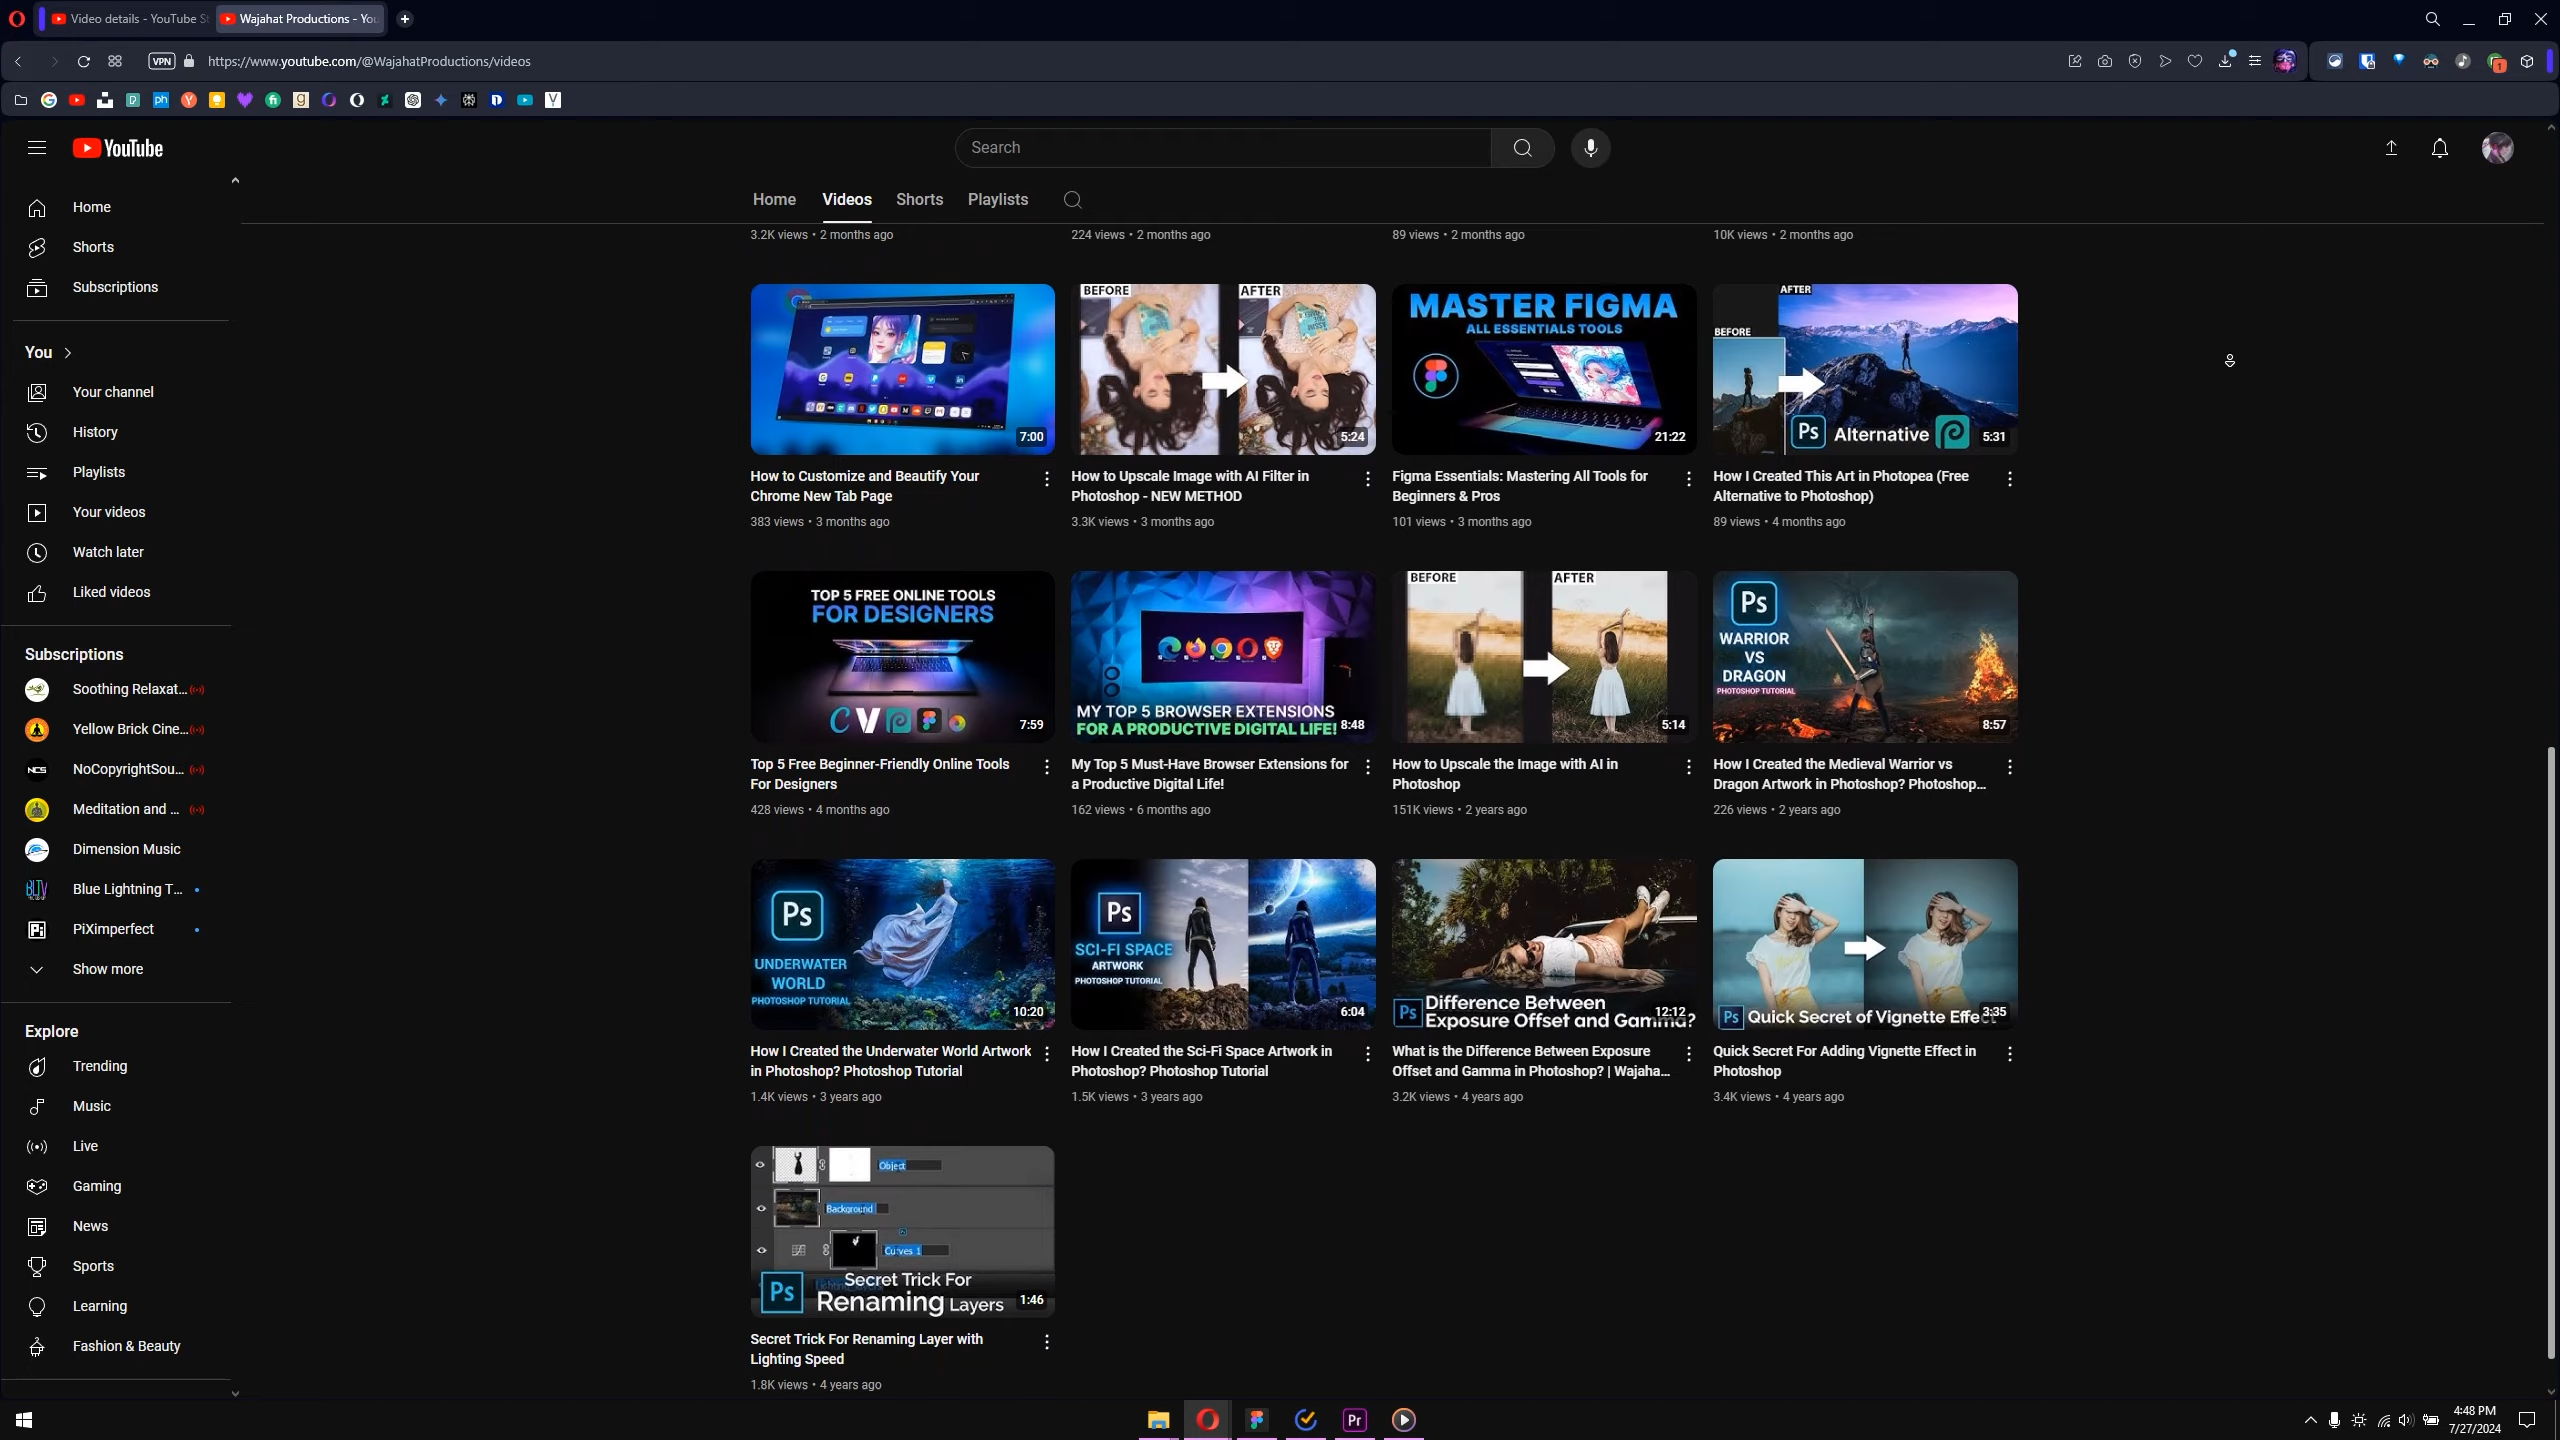 Video details - YouTube S
Wajahat Productions - You
VPN
https://www.youtube.com/@WajahatProductions/videos
YouTube
Search
Home
Videos
Shorts
Playlists
Home
Shorts
Subscriptions
You
Your channel
History
Playlists
Your videos
Watch later
Liked videos
Subscriptions
Soothing Relaxat...
Yellow Brick Cine...
NCS
NoCopyrightSou...
Meditation and ...
Dimension Music
BLTV
Blue Lightning T...
Pi
PiXimperfect
Show more
Explore
Trending
Music
Live
Gaming
News
Sports
Learning
Fashion & Beauty
3.2K views • 2 months ago
224 views • 2 months ago
89 views • 2 months ago
10K views • 2 months ago
7:00
How to Customize and Beautify Your
Chrome New Tab Page
383 views • 3 months ago
BEFORE
AFTER
5:24
How to Upscale Image with AI Filter in
Photoshop - NEW METHOD
3.3K views • 3 months ago
MASTER FIGMA
ALL ESSENTIALS TOOLS
21:22
Figma Essentials: Mastering All Tools for
Beginners & Pros
101 views • 3 months ago
AFTER
BEFORE
Ps Alternative
5:31
How I Created This Art in Photopea (Free
Alternative to Photoshop)
89 views • 4 months ago
TOP 5 FREE ONLINE TOOLS
FOR DESIGNERS
7:59
Top 5 Free Beginner-Friendly Online Tools
For Designers
428 views • 4 months ago
MY TOP 5 BROWSER EXTENSIONS
FOR A PRODUCTIVE DIGITAL LIFE!
8:48
My Top 5 Must-Have Browser Extensions for
a Productive Digital Life!
162 views • 6 months ago
BEFORE
AFTER
5:14
How to Upscale the Image with AI in
Photoshop
151K views • 2 years ago
Ps
WARRIOR
VS
DRAGON
PHOTOSHOP TUTORIAL
8:57
How I Created the Medieval Warrior vs
Dragon Artwork in Photoshop? Photoshop...
226 views • 2 years ago
Ps
UNDERWATER
WORLD
PHOTOSHOP TUTORIAL
10:20
How I Created the Underwater World Artwork
in Photoshop? Photoshop Tutorial
1.4K views • 3 years ago
Ps
SCI-FI SPACE
ARTWORK
PHOTOSHOP TUTORIAL
6:04
How I Created the Sci-Fi Space Artwork in
Photoshop? Photoshop Tutorial
1.5K views • 3 years ago
Ps Difference Between
Exposure Offset and Gamma?
12:12
What is the Difference Between Exposure
Offset and Gamma in Photoshop? | Wajaha...
3.2K views • 4 years ago
Ps Quick Secret of Vignette Effect
3:35
Quick Secret For Adding Vignette Effect in
Photoshop
3.4K views • 4 years ago
Object
Background
Curves 1
Ps
Secret Trick For
Renaming Layers
1:46
Secret Trick For Renaming Layer with
Lighting Speed
1.8K views • 4 years ago
Pr
4:48 PM
7/27/2024